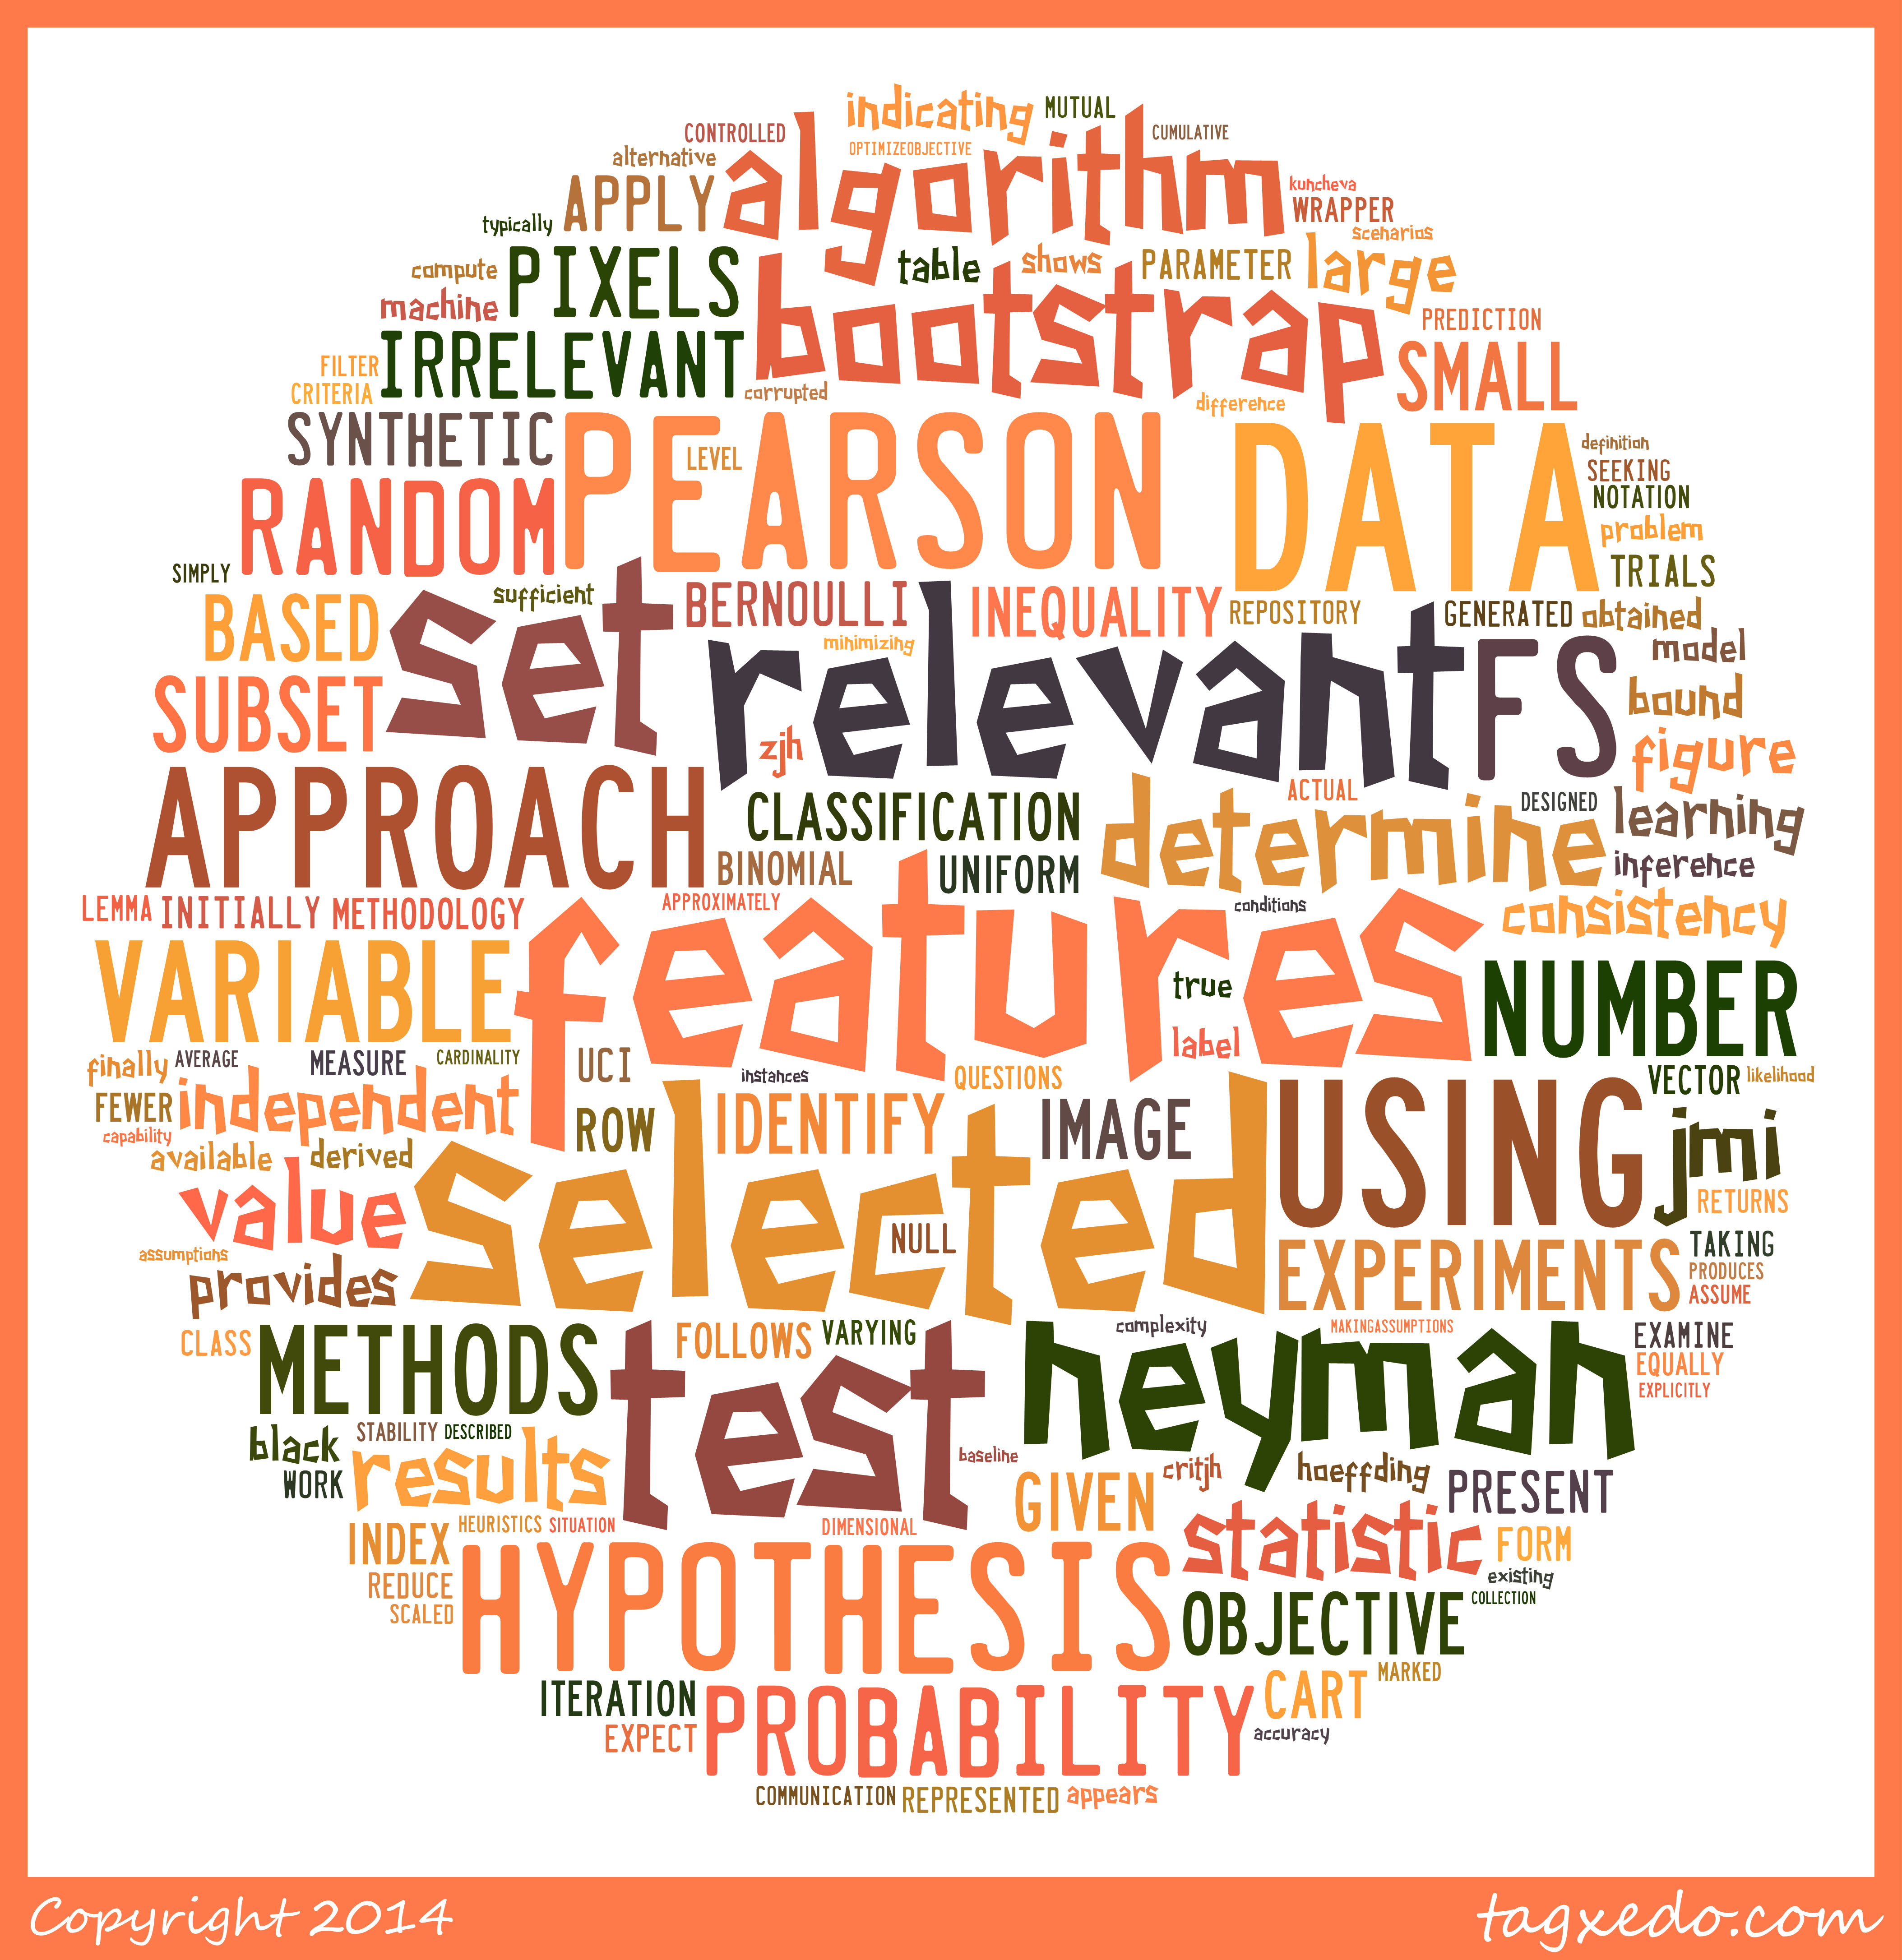 indicating
MUTUAL
CONTROLLED
CUMULATIVE
OPTIMIZEOBJECTIVE
alternative
algorithm
APPLY
kuncheva
WRAPPER
typically
scenarios
PIXELS
table
shows
PARAMETER
large
compute
machine
bootstrap
PREDICTION
IRRELEVANT
SMALL
FILTER
CRITERIA
corrupted
difference
SYNTHETIC
PEARSON
LEVEL
DATA
definition
SEEKING
NOTATION
RANDOM
problem
TRIALS
SIMPLY
sufficient
BASED
set
BERNOULLI
INEQUALITY
REPOSITORY
GENERATED
obtained
minimizing
relevant
FS
model
SUBSET
bound
zjh
figure
APPROACH
CLASSIFICATION
ACTUAL
determine
DESIGNED
learning
BINOMIAL
UNIFORM
inference
LEMMA
INITIALLY
METHODOLOGY
APPROXIMATELY
conditions
consistency
VARIABLE
features
true
NUMBER
label
finally
AVERAGE
MEASURE
CARDINALITY
UCI
instances
QUESTIONS
VECTOR
likelihood
FEWER
independent
ROW
IDENTIFY
IMAGE
USING
jmi
capability
available
derived
value
selected
NULL
RETURNS
assumptions
provides
EXPERIMENTS
TAKING
PRODUCES
ASSUME
CLASS
METHODS
FOLLOWS
VARYING
complexity
MAKINGASSUMPTIONS
EXAMINE
EQUALLY
EXPLICITLY
test
neyman
black
STABILITY
DESCRIBED
WORK
results
baseline
critjh
hoeffding
GIVEN
PRESENT
INDEX
HEURISTICS
SITUATION
DIMENSIONAL
statistic
FORM
REDUCE
existing
SCALED
HYPOTHESIS
OBJECTIVE
COLLECTION
ITERATION
PROBABILITY
CART
MARKED
EXPECT
accuracy
COMMUNICATION
REPRESENTED
appears
Copyright 2014
tagxedo.com